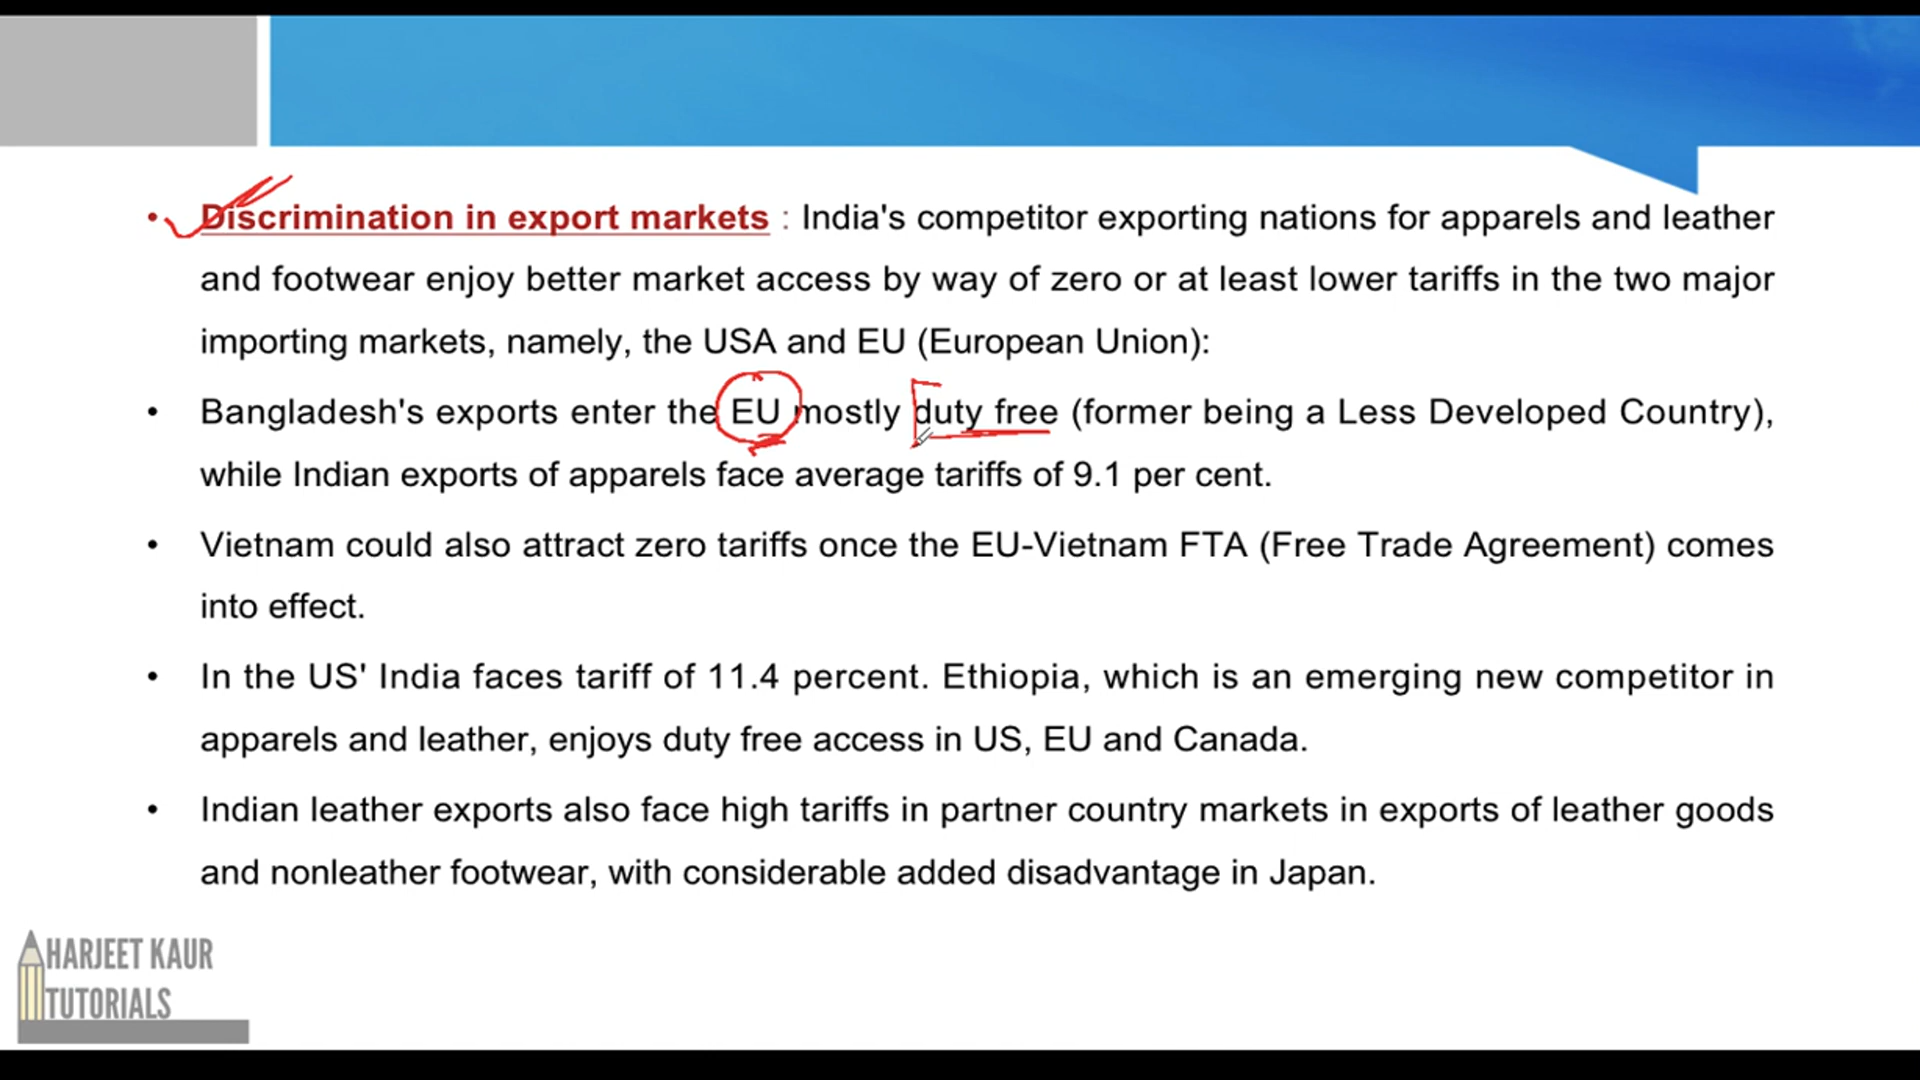 • Discrimination in export markets : India's competitor exporting nations for apparels and leather
and footwear enjoy better market access by way of zero or at least lower tariffs in the two major
importing markets, namely, the USA and EU (European Union):
• Bangladesh's exports enter the EU mostly duty free (former being a Less Developed Country),
while Indian exports of apparels face average tariffs of 9.1 per cent.
• Vietnam could also attract zero tariffs once the EU-Vietnam FTA (Free Trade Agreement) comes
into effect.
• In the US' India faces tariff of 11.4 percent. Ethiopia, which is an emerging new competitor in
apparels and leather, enjoys duty free access in US, EU and Canada.
• Indian leather exports also face high tariffs in partner country markets in exports of leather goods
and nonleather footwear, with considerable added disadvantage in Japan.
HARJEET KAUR
TUTORIALS